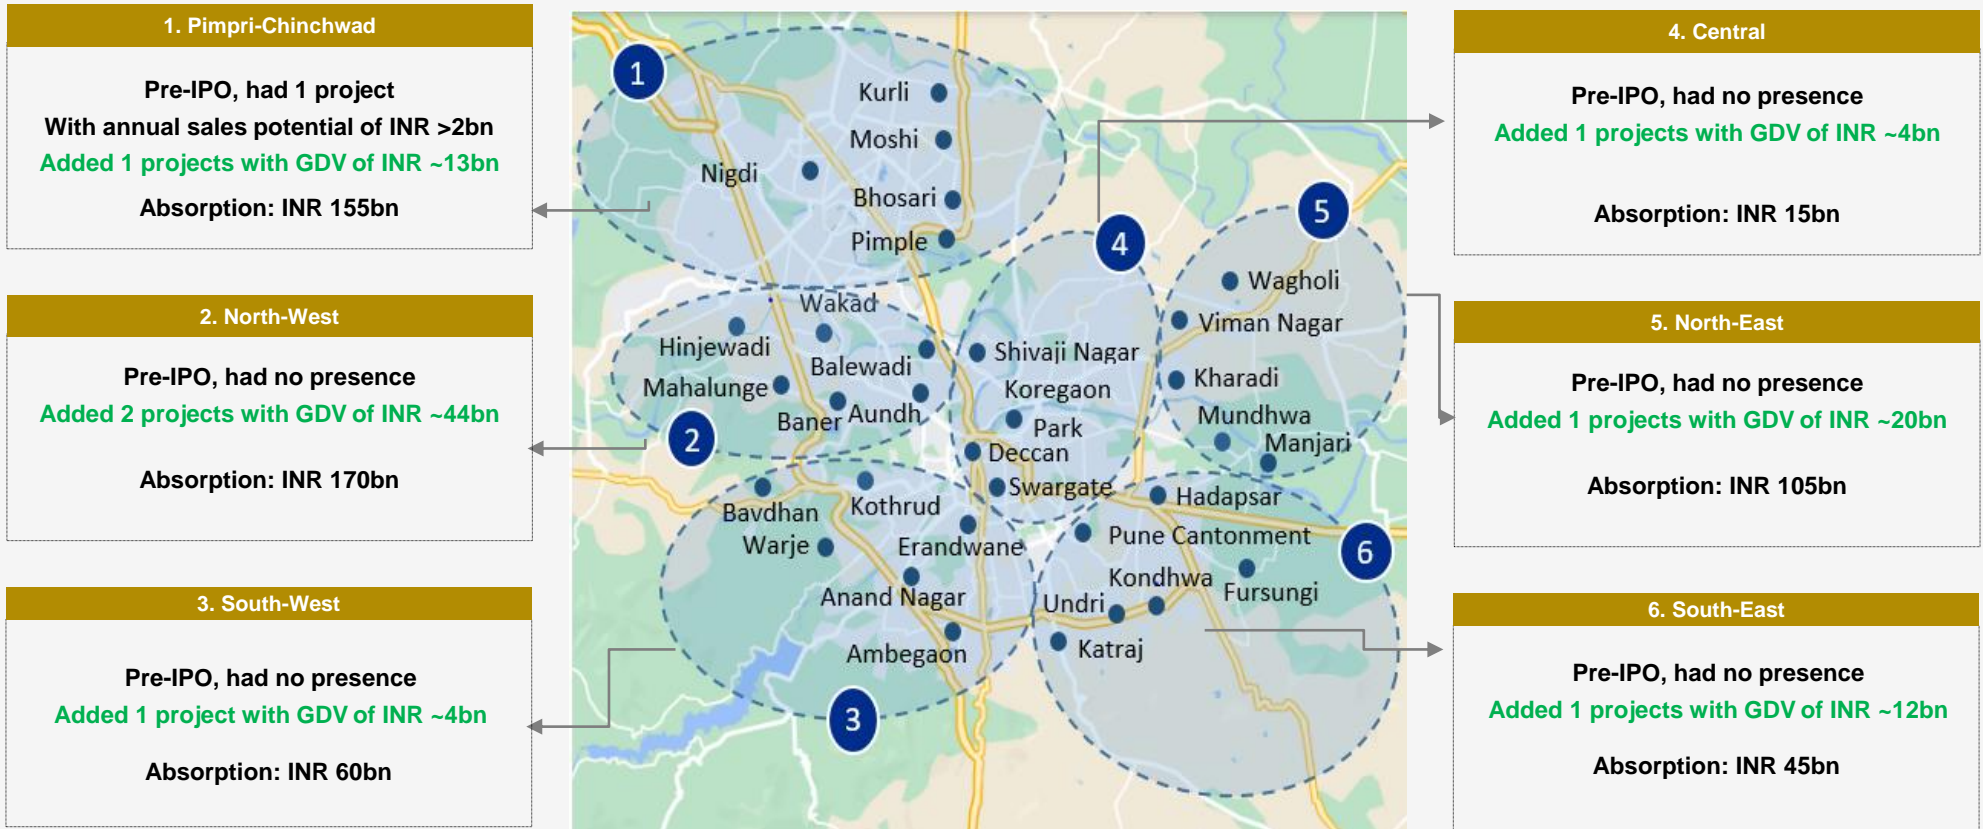 1. Pimpri-Chinchwad
Pre-IPO, had 1 project
With annual sales potential of INR >2bn
Added 1 projects with GDV of INR ~13bn
Absorption: INR 155bn
2. North-West
Pre-IPO, had no presence
Added 2 projects with GDV of INR ~44bn
Absorption: INR 170bn
3. South-West
Pre-IPO, had no presence
Added 1 project with GDV of INR ~4bn
Absorption: INR 60bn
1
Kurli
Moshi
Nigdi
Bhosari
Pimple
Wakad
Hinjewadi
Balewadi
Mahalunge
Baner
Aundh
2
Bavdhan
Kothrud
Warje
Erandwane
Anand Nagar
Ambegaon
3
4
Shivaji Nagar
Koregaon
Park
Deccan
Swargate
5
Wagholi
Viman Nagar
Kharadi
Mundhwa
Manjari
Hadapsar
Pune Cantonment
6
Kondhwa
Fursungi
Undri
Katraj
4. Central
Pre-IPO, had no presence
Added 1 projects with GDV of INR ~4bn
Absorption: INR 15bn
5. North-East
Pre-IPO, had no presence
Added 1 projects with GDV of INR ~20bn
Absorption: INR 105bn
6. South-East
Pre-IPO, had no presence
Added 1 projects with GDV of INR ~12bn
Absorption: INR 45bn